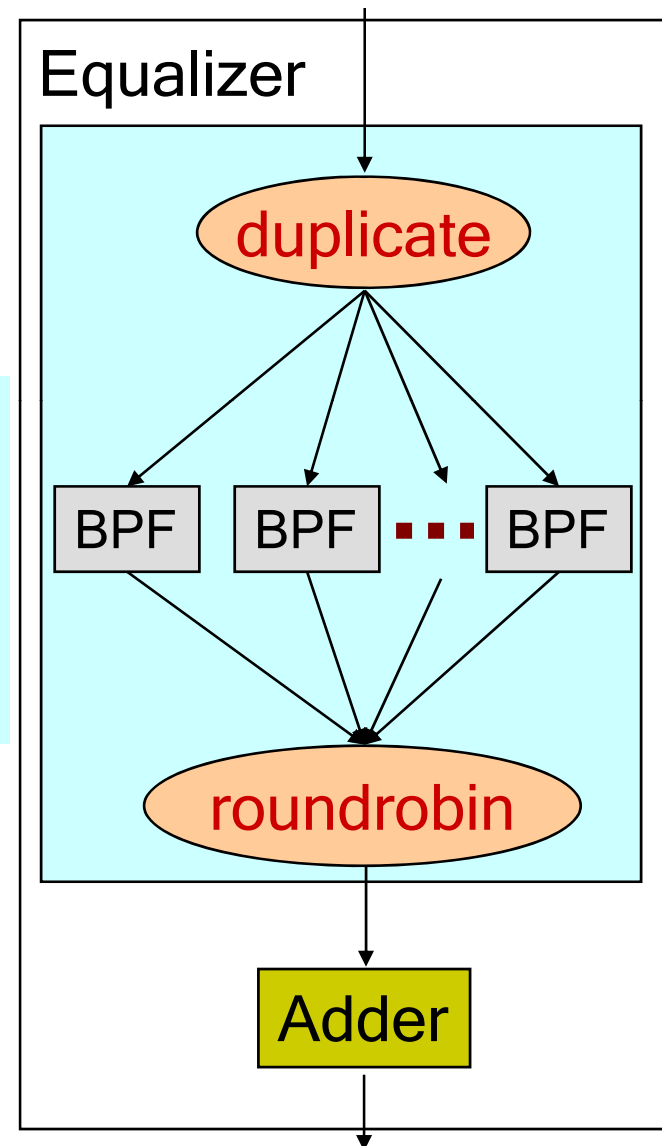 Equalizer
duplicate
BPF BPF ... BPF
roundrobin
Adder